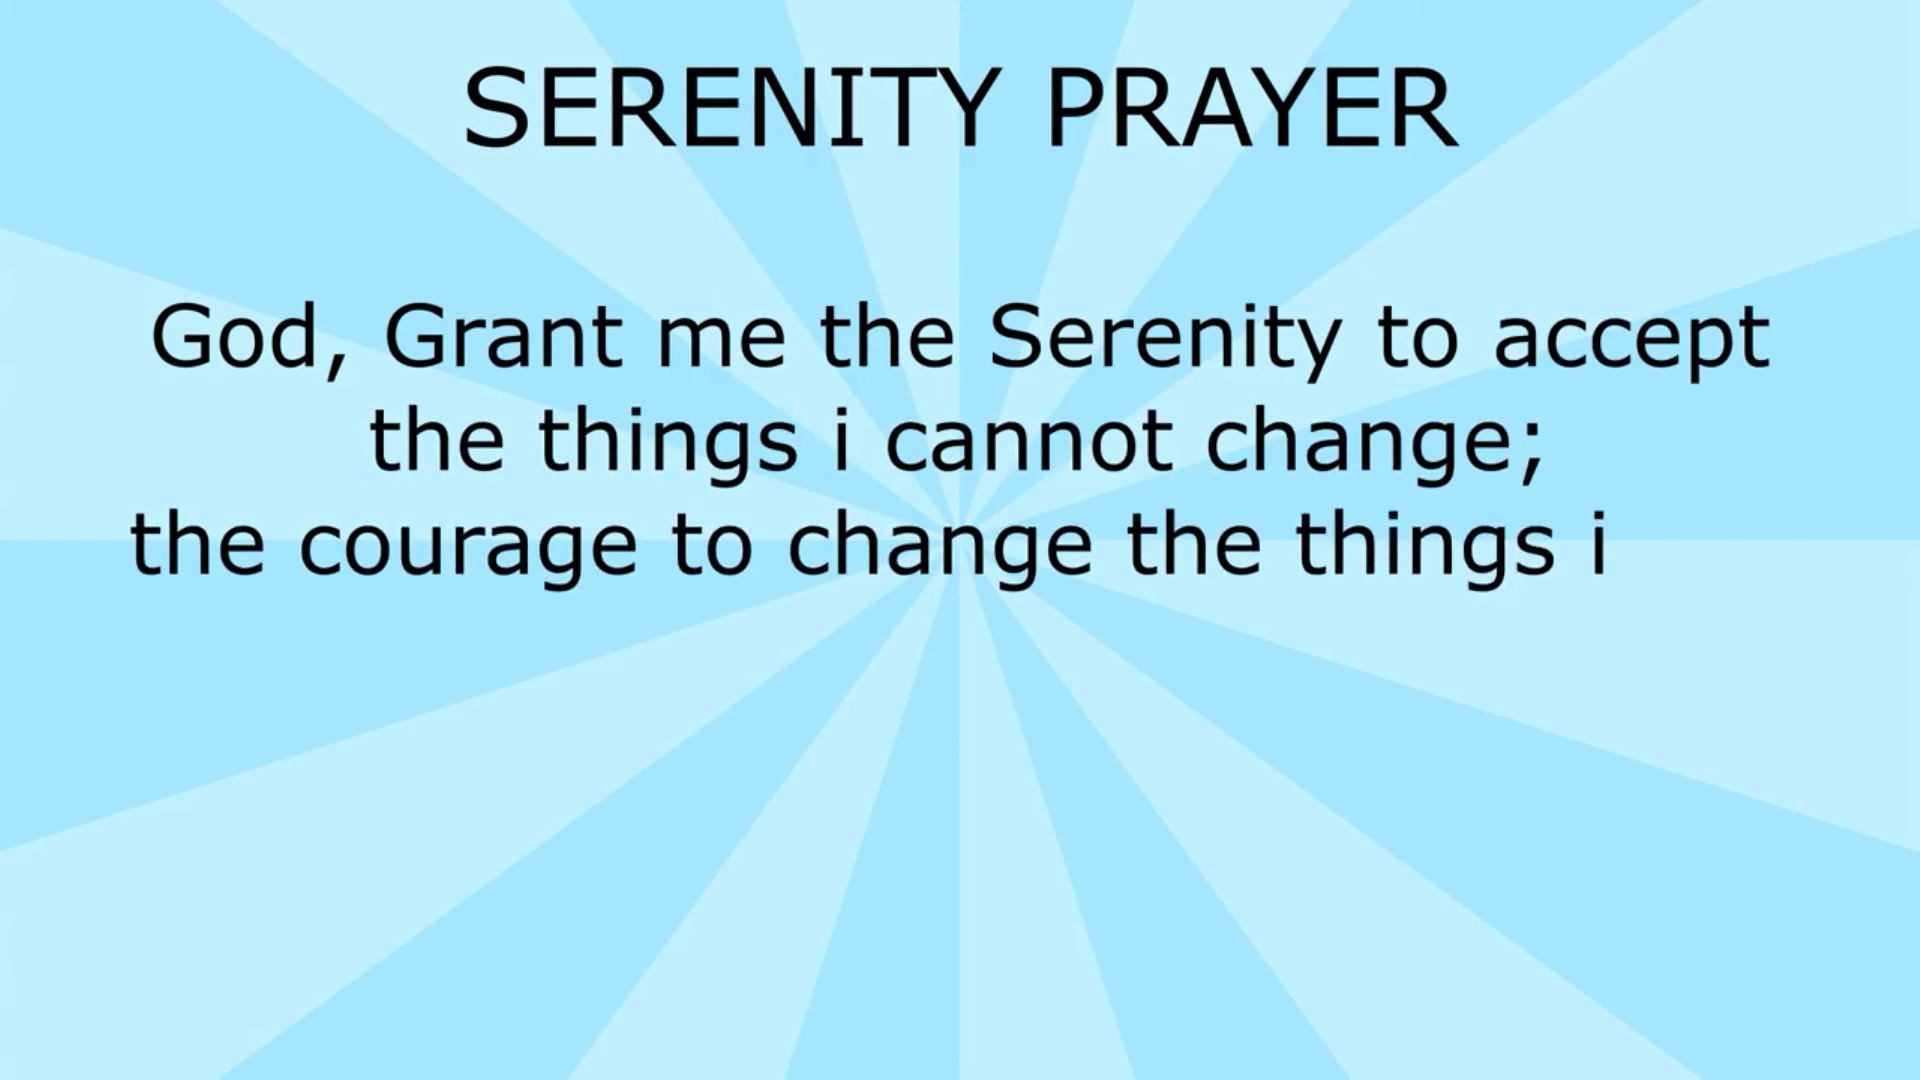 SERENITY PRAYER
God, Grant me the Serenity to accept
the things i cannot change;
the courage to change the things i